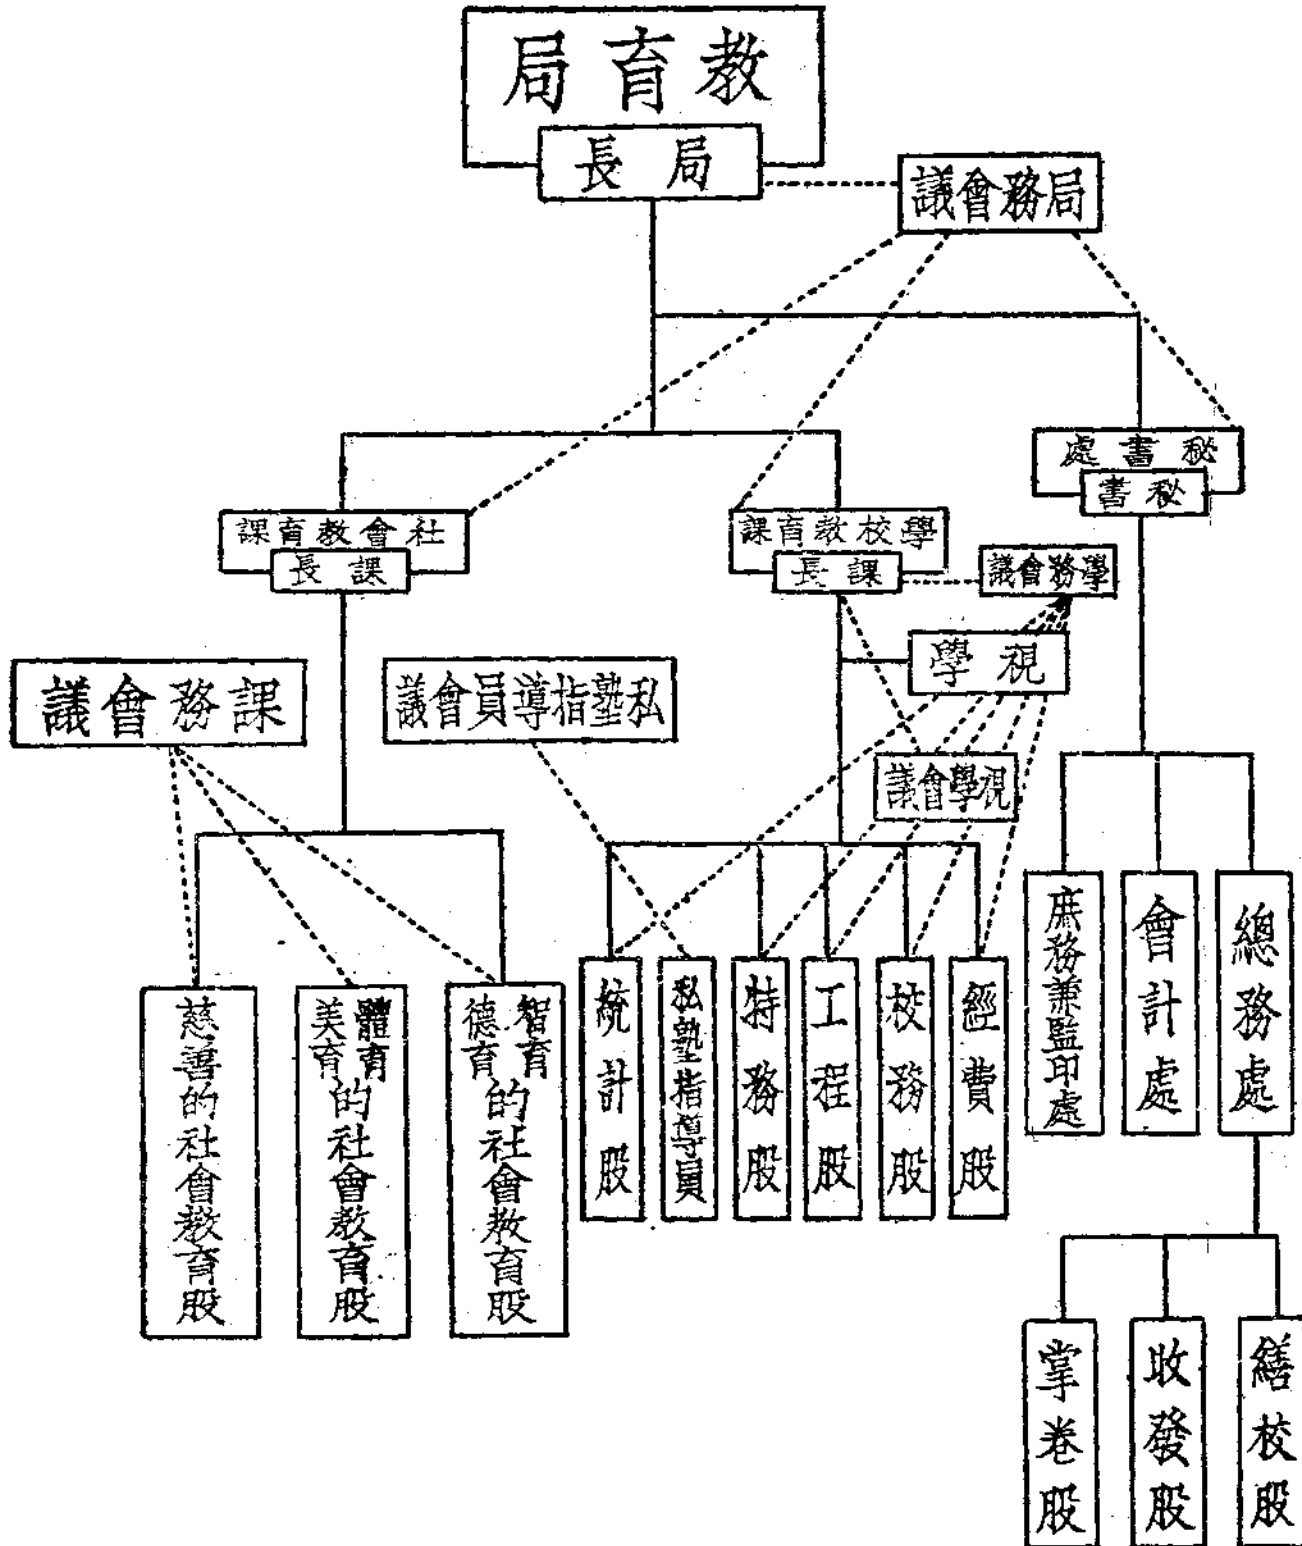 教育局
局長
局務會議
秘書處
秘書
學校教育課
課長
社會教育課
課長
學務會議
視學
視學會議
私塾指導員會議
課務會議
總務處
會計處
庶務兼監印處
經費股
校務股
工程股
特務股
私塾指導員
統計股
智育德育的社會教育股
體育美育的社會教育股
慈善的社會教育股
繕校股
收發股
掌卷股